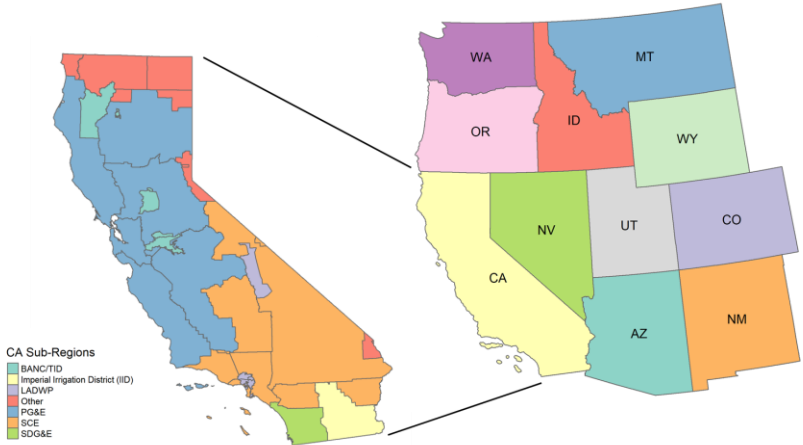 WA
MT
OR
ID
WY
NV
UT
CO
CA
AZ
NM
CA Sub-Regions
BANC/TID
Imperial Irrigation District (IID)
LADWP
Other
PG&E
SCE
SDG&E